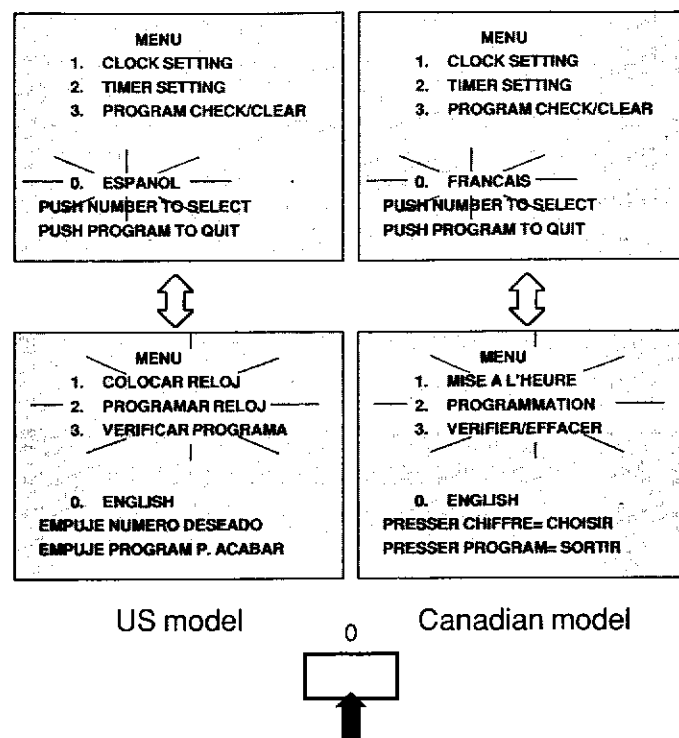 MENU
1. CLOCK SETTING
2. TIMER SETTING
3. PROGRAM CHECK/CLEAR
0. ESPANOL
PUSH NUMBER TO SELECT
PUSH PROGRAM TO QUIT
MENU
1. CLOCK SETTING
2. TIMER SETTING
3. PROGRAM CHECK/CLEAR
0. FRANCAIS
PUSH NUMBER TO SELECT
PUSH PROGRAM TO QUIT
MENU
1. COLOCAR RELOJ
2. PROGRAMAR RELOJ
3. VERIFICAR PROGRAMA
0. ENGLISH
EMPUJE NUMERO DESEADO
EMPUJE PROGRAM P. ACABAR
MENU
1. MISE A L'HEURE
2. PROGRAMMATION
3. VERIFIER/EFFACER
0. ENGLISH
PRESSER CHIFFRE= CHOISIR
PRESSER PROGRAM= SORTIR
US model
Canadian model
0